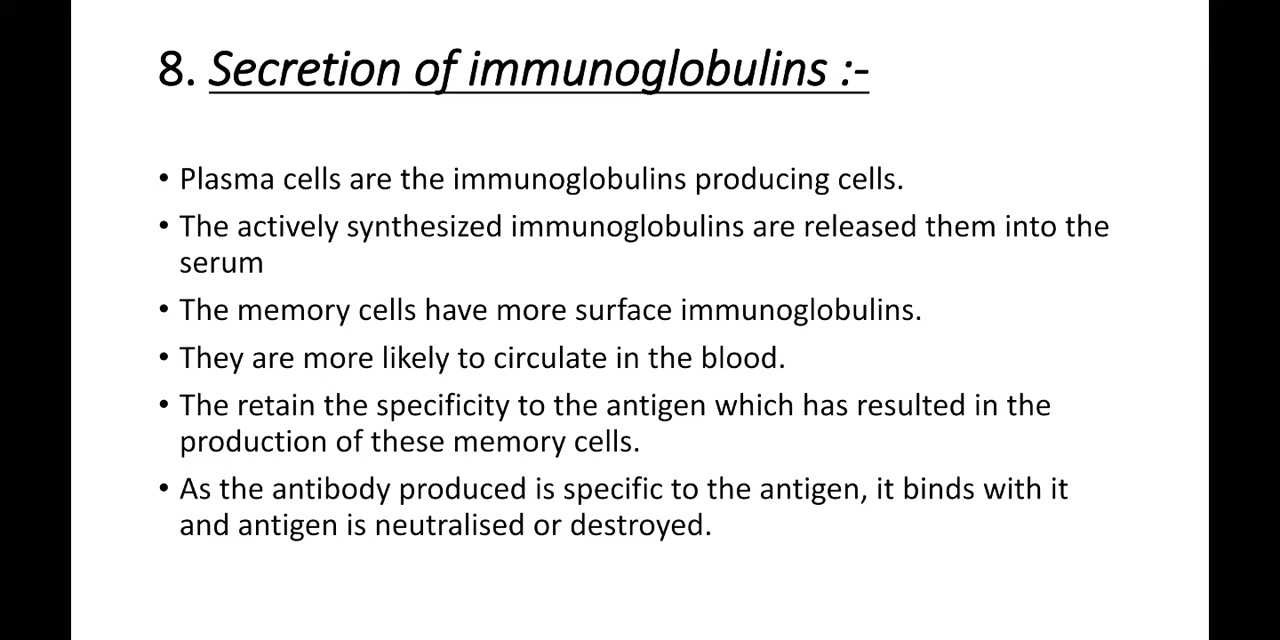 8. Secretion of immunoglobulins :-
• Plasma cells are the immunoglobulins producing cells.
• The actively synthesized immunoglobulins are released them into the
serum
• The memory cells have more surface immunoglobulins.
• They are more likely to circulate in the blood.
• The retain the specificity to the antigen which has resulted in the
production of these memory cells.
• As the antibody produced is specific to the antigen, it binds with it
and antigen is neutralised or destroyed.